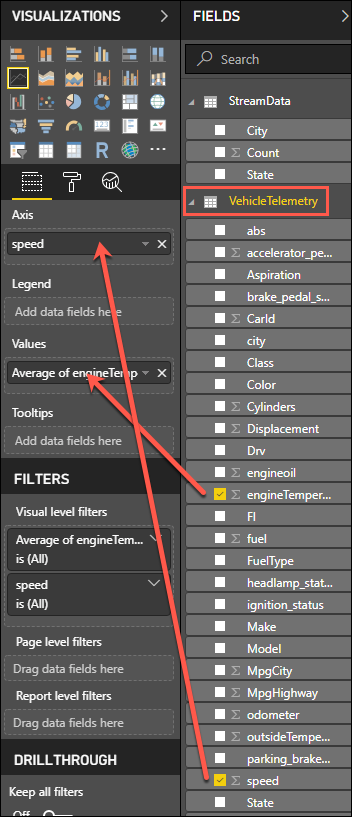 VISUALIZATIONS
Axis
speed
Legend
Add data fields here
Values
Average of engineTemp
Tooltips
Add data fields here
FILTERS
Visual level filters
Average of engineTem...
is (All)
speed
is (All)
Page level filters
Drag data fields here
Report level filters
Drag data fields here
DRILLTHROUGH
Keep all filters
Off
FIELDS
Search
StreamData
City
Count
State
VehicleTelemetry
abs
accelerator_pe...
Aspiration
brake_pedal_s...
CarId
city
Class
Color
Cylinders
Displacement
Drv
engineoil
engineTemper...
Fl
fuel
FuelType
headlamp_stat...
ignition_status
Make
Model
MpgCity
MpgHighway
odometer
outsideTempe...
parking_brake...
speed
State